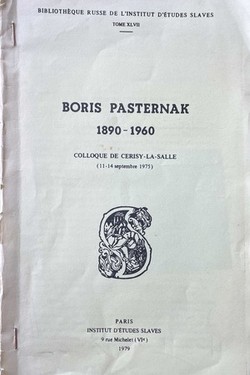 BIBLIOTHÈQUE RUSSE DE L'INSTITUT D'ÉTUDES SLAVES
TOME XLVII
BORIS PASTERNAK
1890-1960
COLLOQUE DE CERISY-LA-SALLE
(11-14 septembre 1975)
PARIS
INSTITUT D'ÉTUDES SLAVES
9 rue Michelet (VIe)
1979